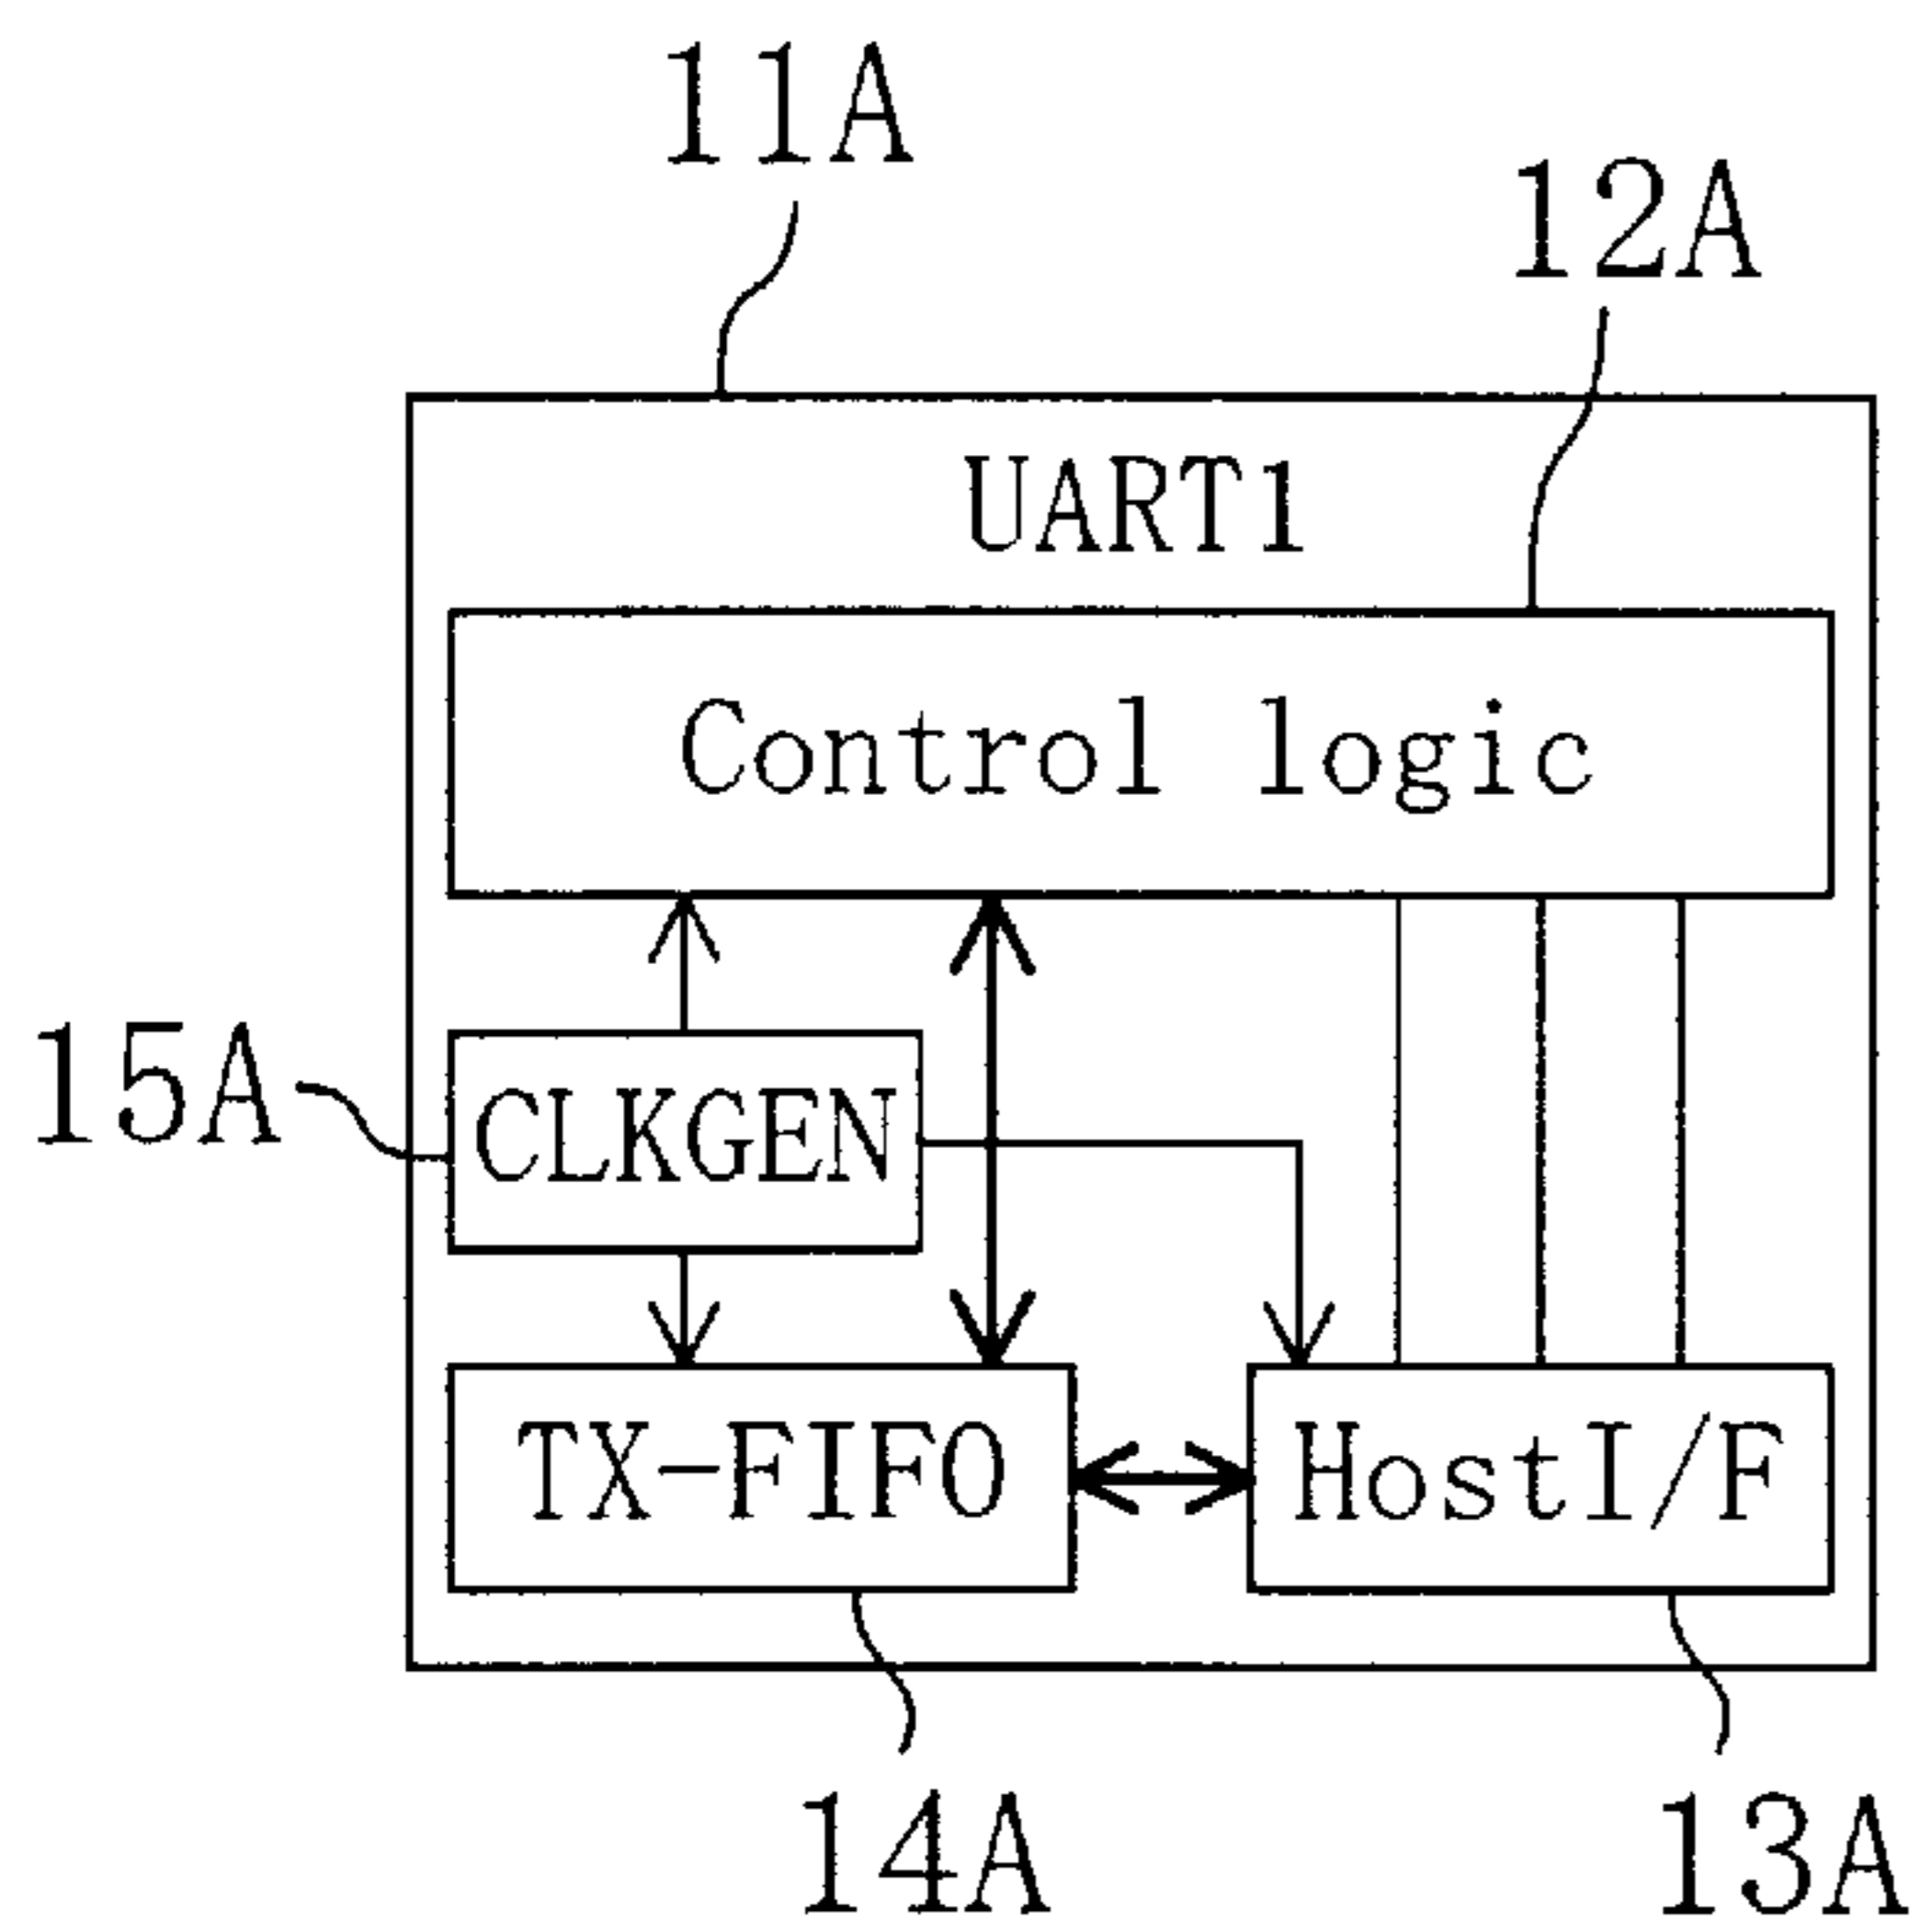 11A
12A
UART1
Control logic
15A
CLKGEN
TX-FIFO
HostI/F
14A
13A